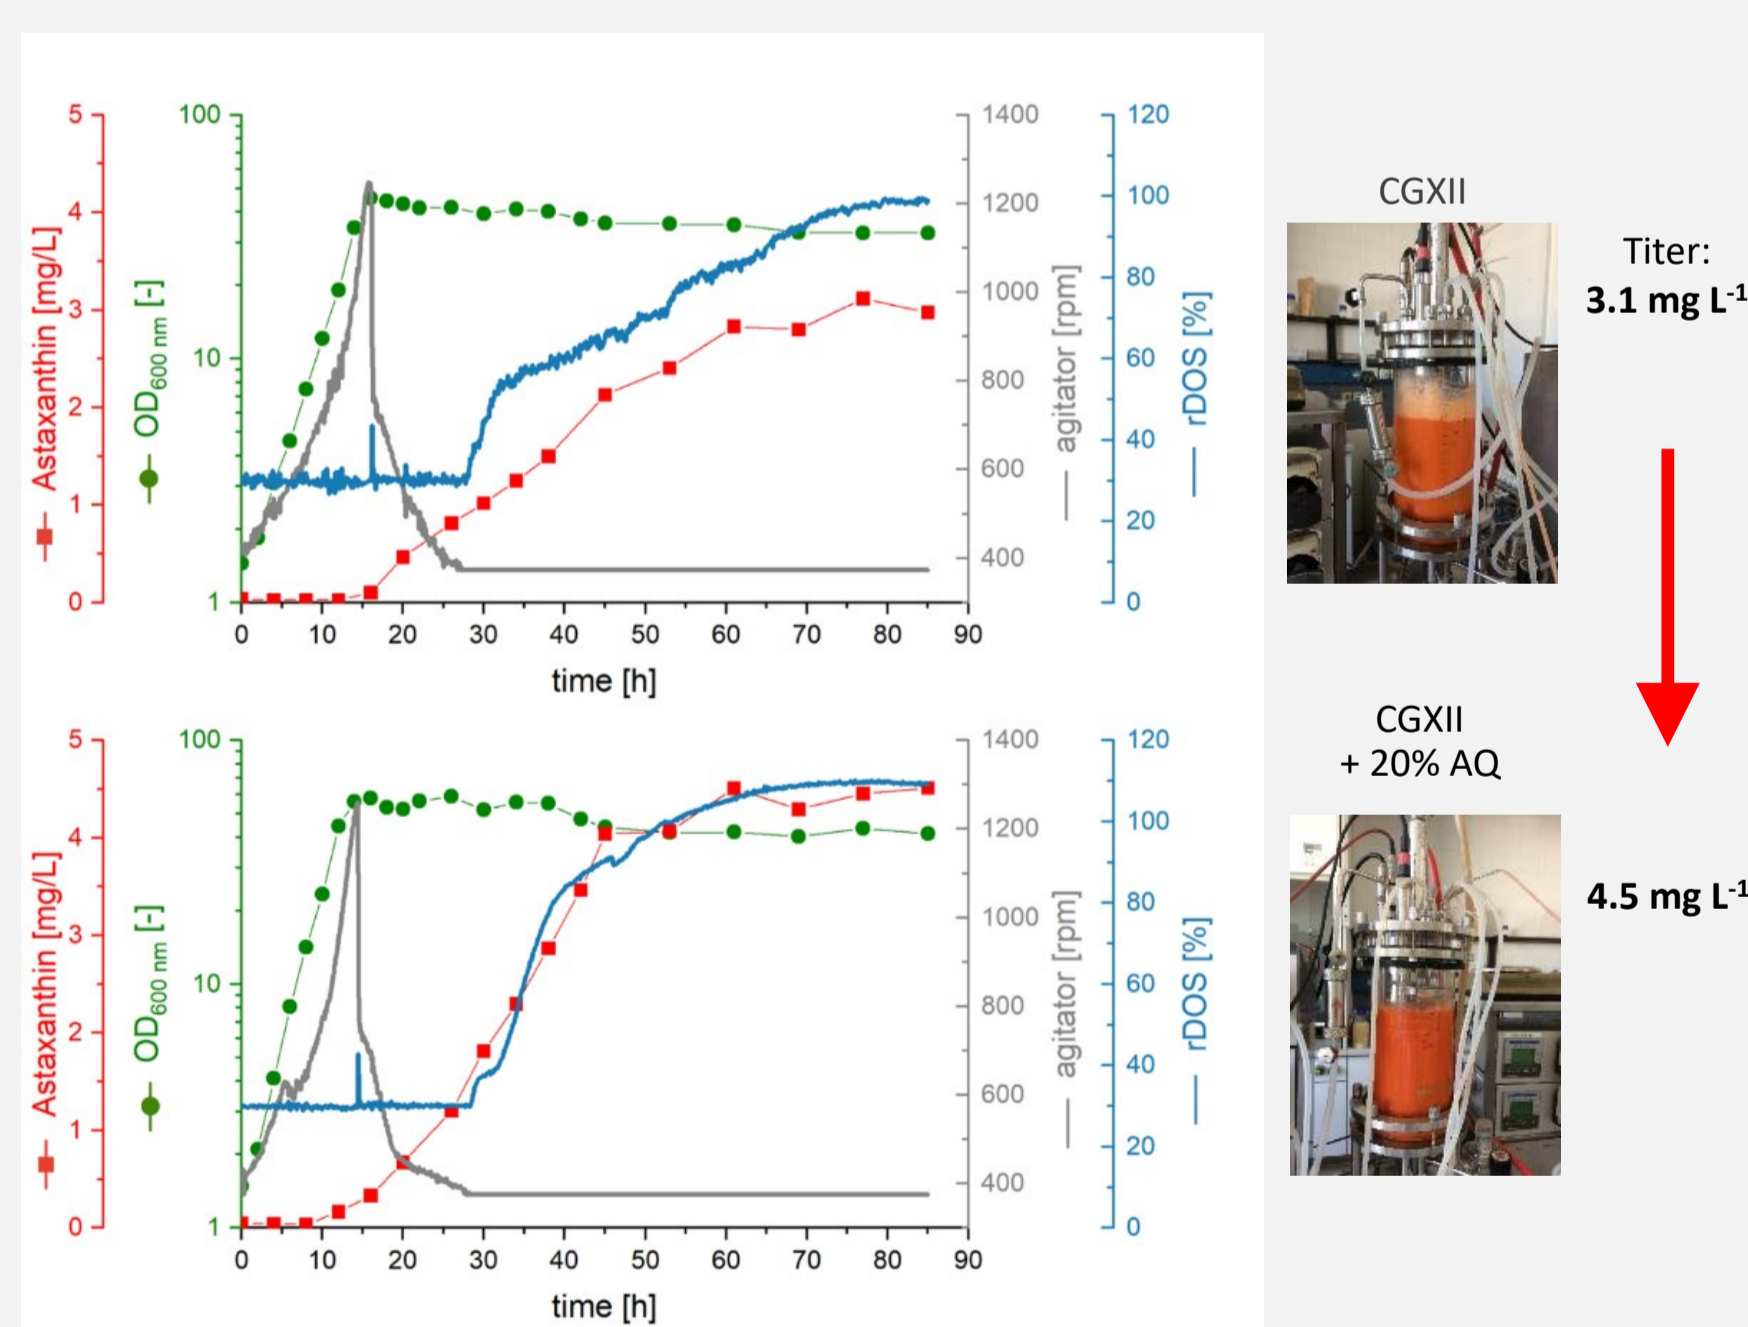 5
4
3
2
1
0
Astaxanthin [mg/L]
100
10
1
OD600 nm [-]
0 10 20 30 40 50 60 70 80 90
time [h]
1400
1200
1000
800
600
400
agitator [rpm]
120
100
80
60
40
20
0
rDOS [%]
CGXII
Titer:
3.1 mg L-1
5
4
3
2
1
0
Astaxanthin [mg/L]
100
10
1
OD600 nm [-]
0 10 20 30 40 50 60 70 80 90
time [h]
1400
1200
1000
800
600
400
agitator [rpm]
120
100
80
60
40
20
0
rDOS [%]
CGXII
+ 20% AQ
4.5 mg L-1